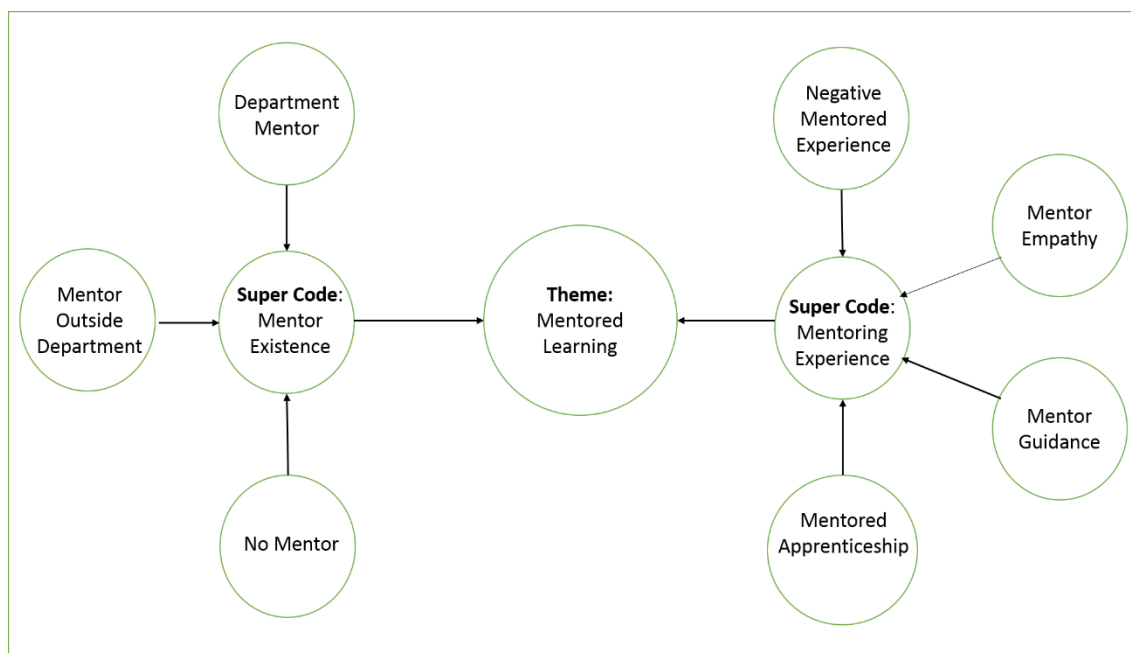 Department
Mentor
Negative
Mentored
Experience
Mentor
Empathy
Mentor
Outside
Department
Super Code:
Mentor
Existence
Theme:
Mentored
Learning
Super Code:
Mentoring
Experience
Mentor
Guidance
No Mentor
Mentored
Apprenticeship